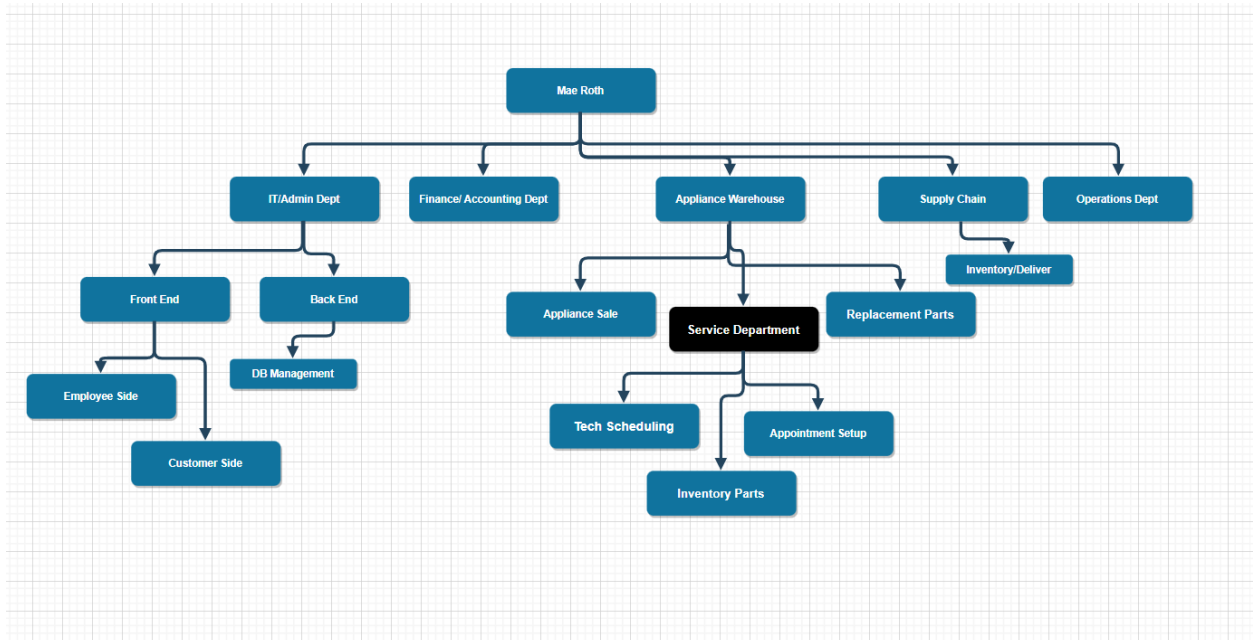 Mae Roth
IT/Admin Dept
Finance/ Accounting Dept
Appliance Warehouse
Supply Chain
Operations Dept
Front End
Back End
Inventory/Deliver
Appliance Sale
Service Department
Replacement Parts
DB Management
Employee Side
Customer Side
Tech Scheduling
Appointment Setup
Inventory Parts